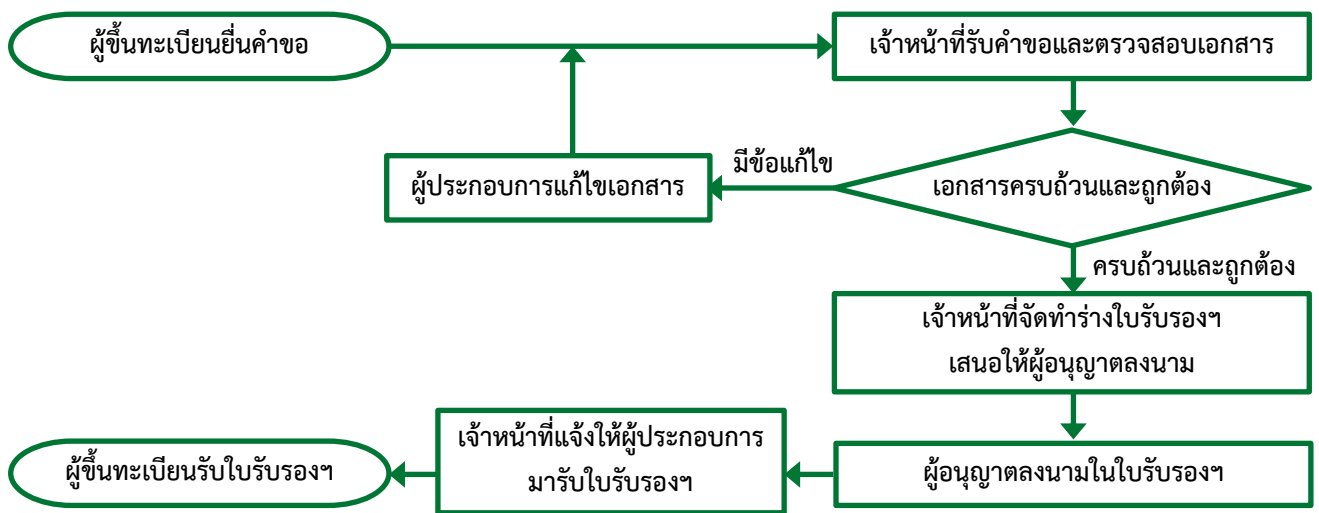 ผู้ขึ้นทะเบียนยื่นคำขอ
เจ้าหน้าที่รับคำขอและตรวจสอบเอกสาร
มีข้อแก้ไข
ผู้ประกอบการแก้ไขเอกสาร
เอกสารครบถ้วนและถูกต้อง
ครบถ้วนและถูกต้อง
เจ้าหน้าที่จัดทำร่างใบรับรองฯ
เสนอให้ผู้อนุญาตลงนาม
ผู้อนุญาตลงนามในใบรับรองฯ
เจ้าหน้าที่แจ้งให้ผู้ประกอบการ
มารับใบรับรองฯ
ผู้ขึ้นทะเบียนรับใบรับรองฯ